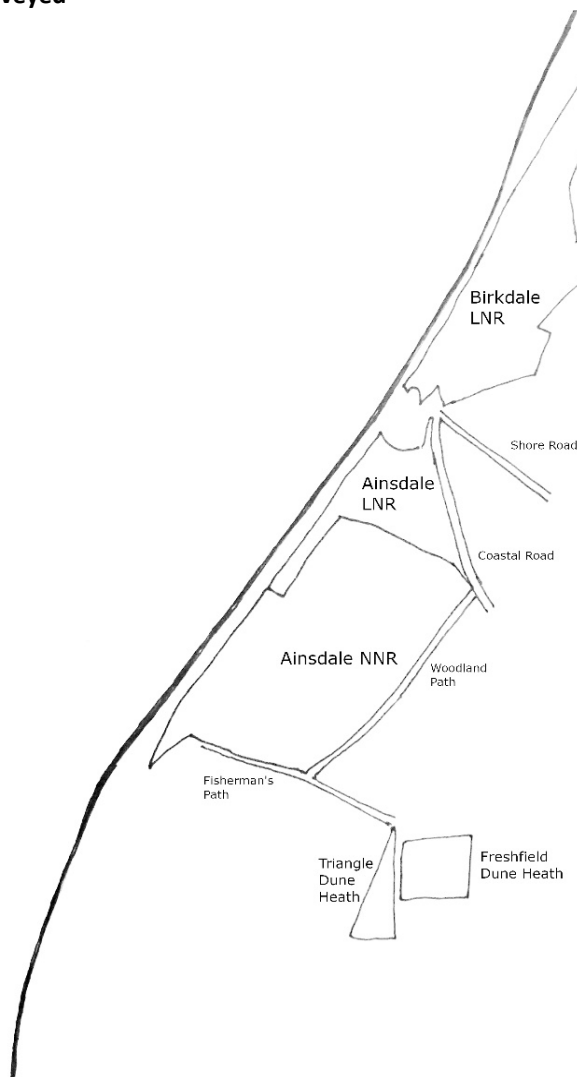 veyed
Birkdale
LNR
Shore Road
Ainsdale
LNR
Coastal Road
Ainsdale NNR
Woodland
Path
Fisherman's
Path
Triangle
Dune
Heath
Freshfield
Dune Heath